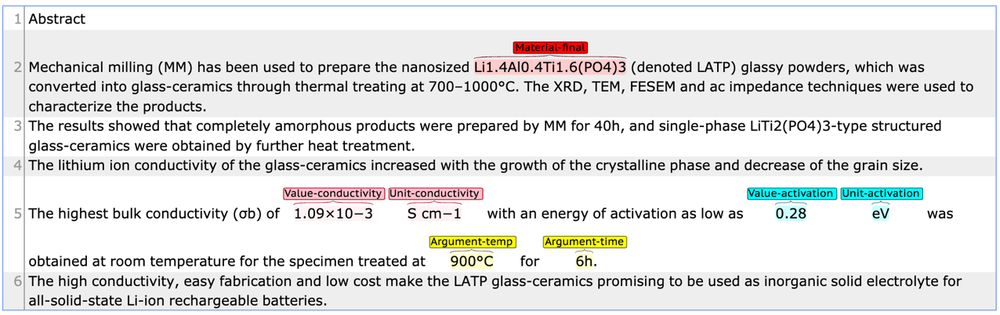 1 Abstract
Material-final
2 Mechanical milling (MM) has been used to prepare the nanosized Li1.4Al0.4Ti1.6(PO4)3 (denoted LATP) glassy powders, which was
converted into glass-ceramics through thermal treating at 700–1000°C. The XRD, TEM, FESEM and ac impedance techniques were used to
characterize the products.
3 The results showed that completely amorphous products were prepared by MM for 40h, and single-phase LiTi2(PO4)3-type structured
glass-ceramics were obtained by further heat treatment.
4 The lithium ion conductivity of the glass-ceramics increased with the growth of the crystalline phase and decrease of the grain size.
Value-conductivity Unit-conductivity Value-activation Unit-activation
5 The highest bulk conductivity (σb) of 1.09×10−3 S cm−1 with an energy of activation as low as 0.28 eV was
Argument-temp Argument-time
obtained at room temperature for the specimen treated at 900°C for 6h.
6 The high conductivity, easy fabrication and low cost make the LATP glass-ceramics promising to be used as inorganic solid electrolyte for
all-solid-state Li-ion rechargeable batteries.